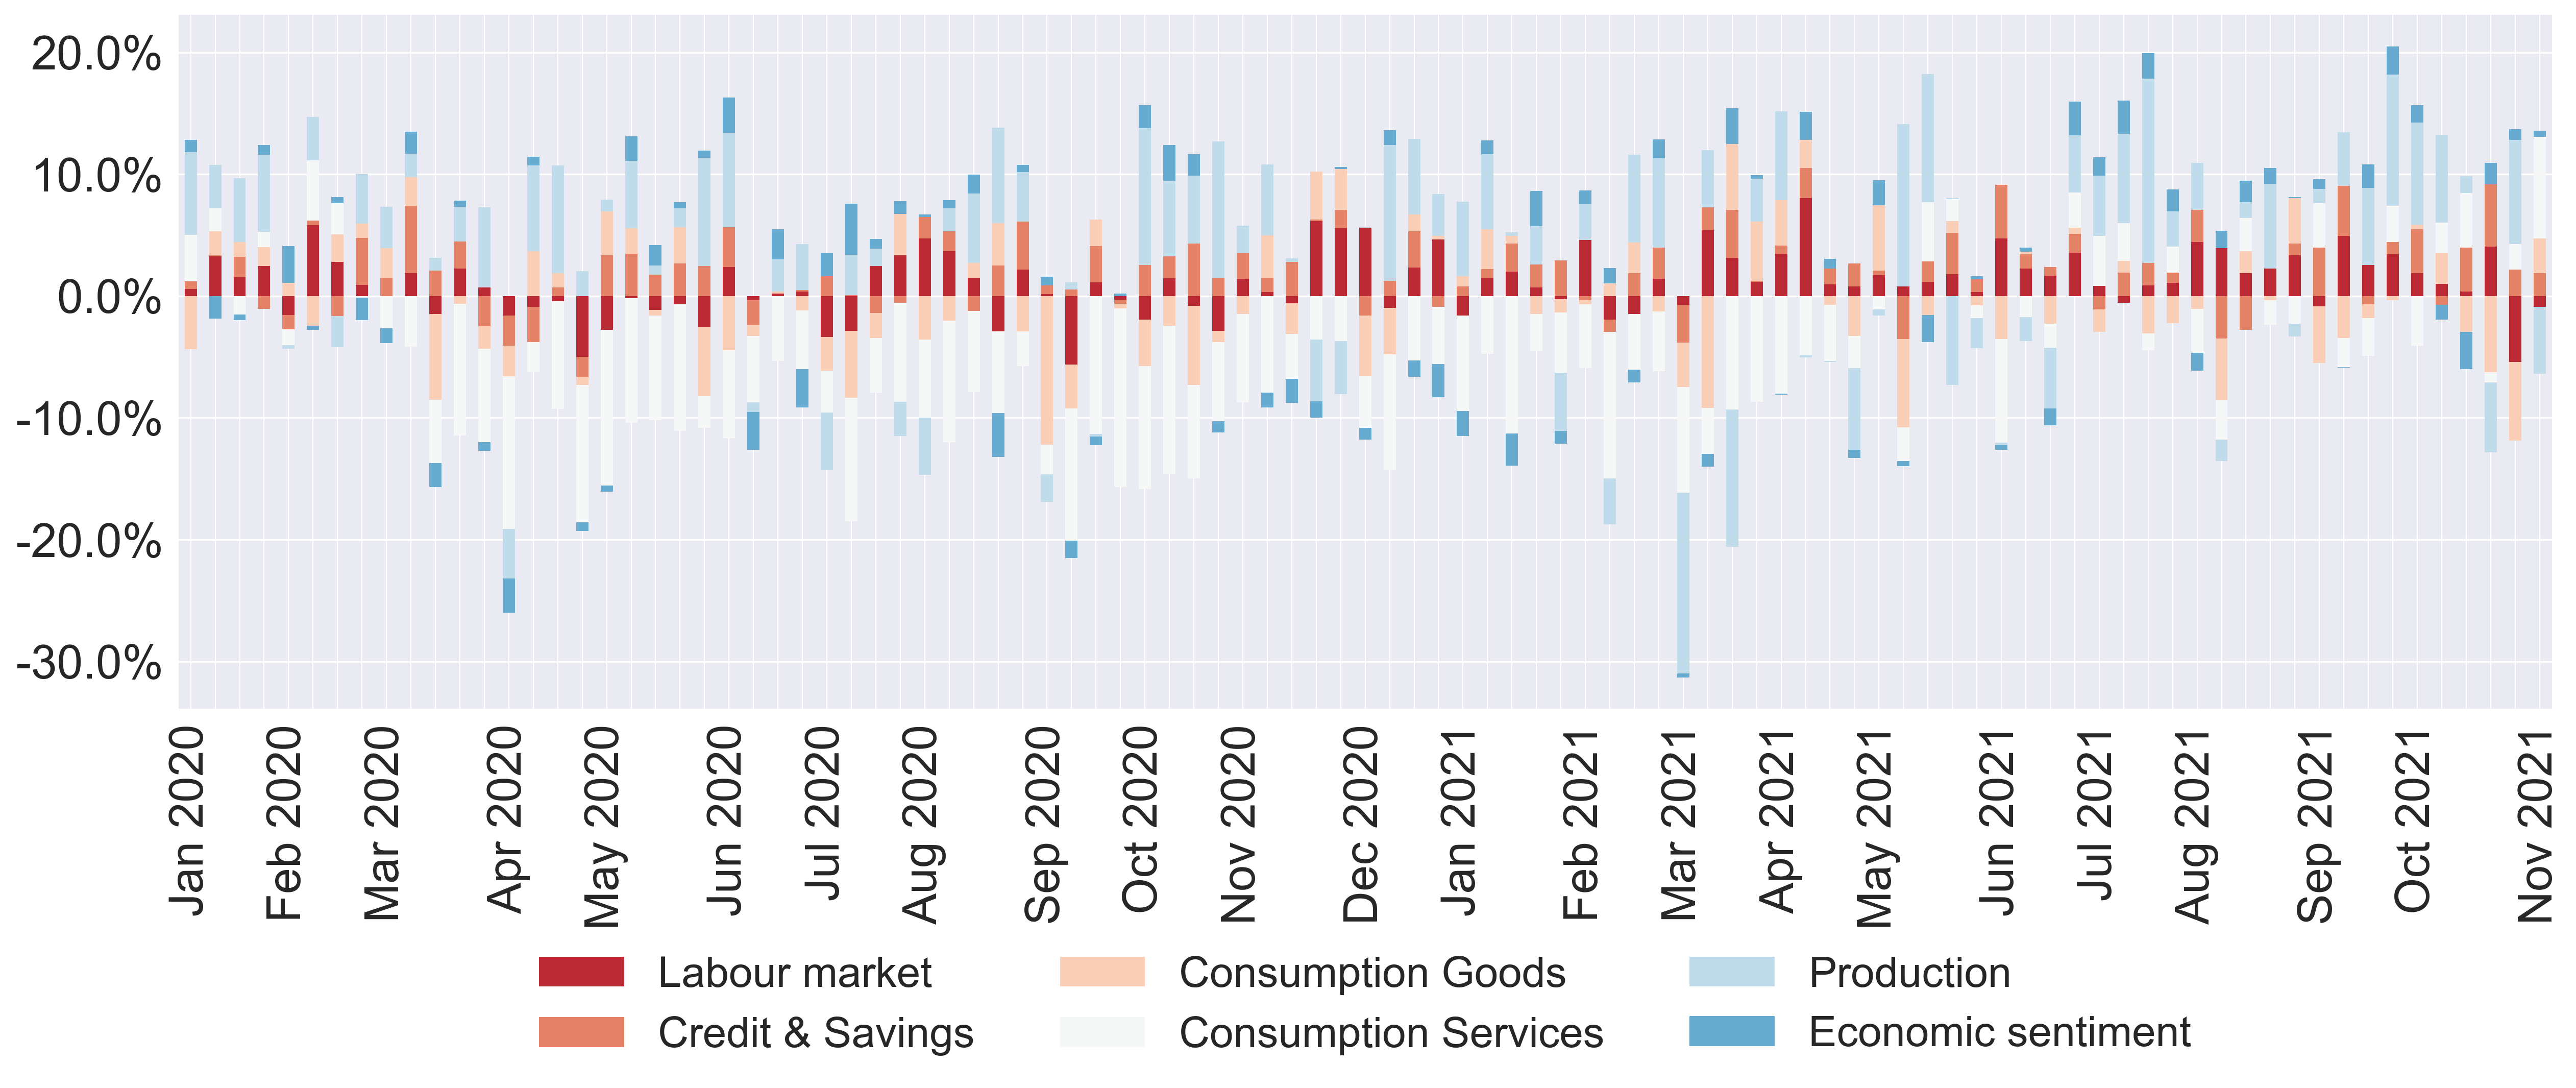 20.0%
10.0%
0.0%
-10.0%
-20.0%
-30.0%
Jan 2020
Feb 2020
Mar 2020
Apr 2020
May 2020
Jun 2020
Jul 2020
Aug 2020
Sep 2020
Oct 2020
Nov 2020
Dec 2020
Jan 2021
Feb 2021
Mar 2021
Apr 2021
May 2021
Jun 2021
Jul 2021
Aug 2021
Sep 2021
Oct 2021
Nov 2021
Labour market
Consumption Goods
Production
Credit & Savings
Consumption Services
Economic sentiment